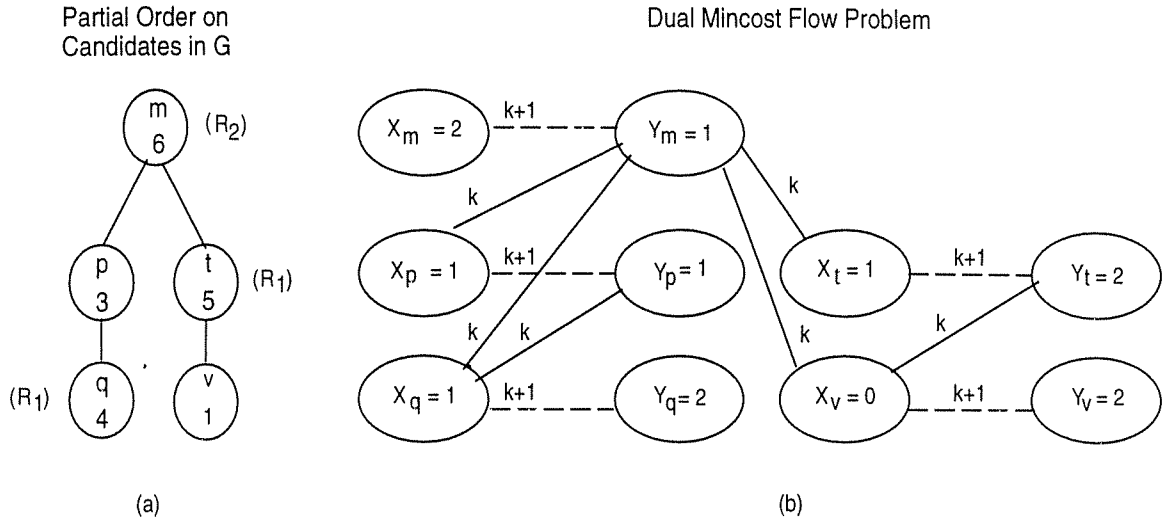 Partial Order on
Candidates in G
Dual Mincost Flow Problem
m
6
(R2)
p
3
t
5
(R1)
(R1)
q
4
v
1
(a)
Xm = 2
k+1
Ym = 1
k
k
Xp = 1
k+1
Yp = 1
Xt = 1
k+1
Yt = 2
k
k
k
k
Xq = 1
k+1
Yq = 2
Xv = 0
k+1
Yv = 2
(b)